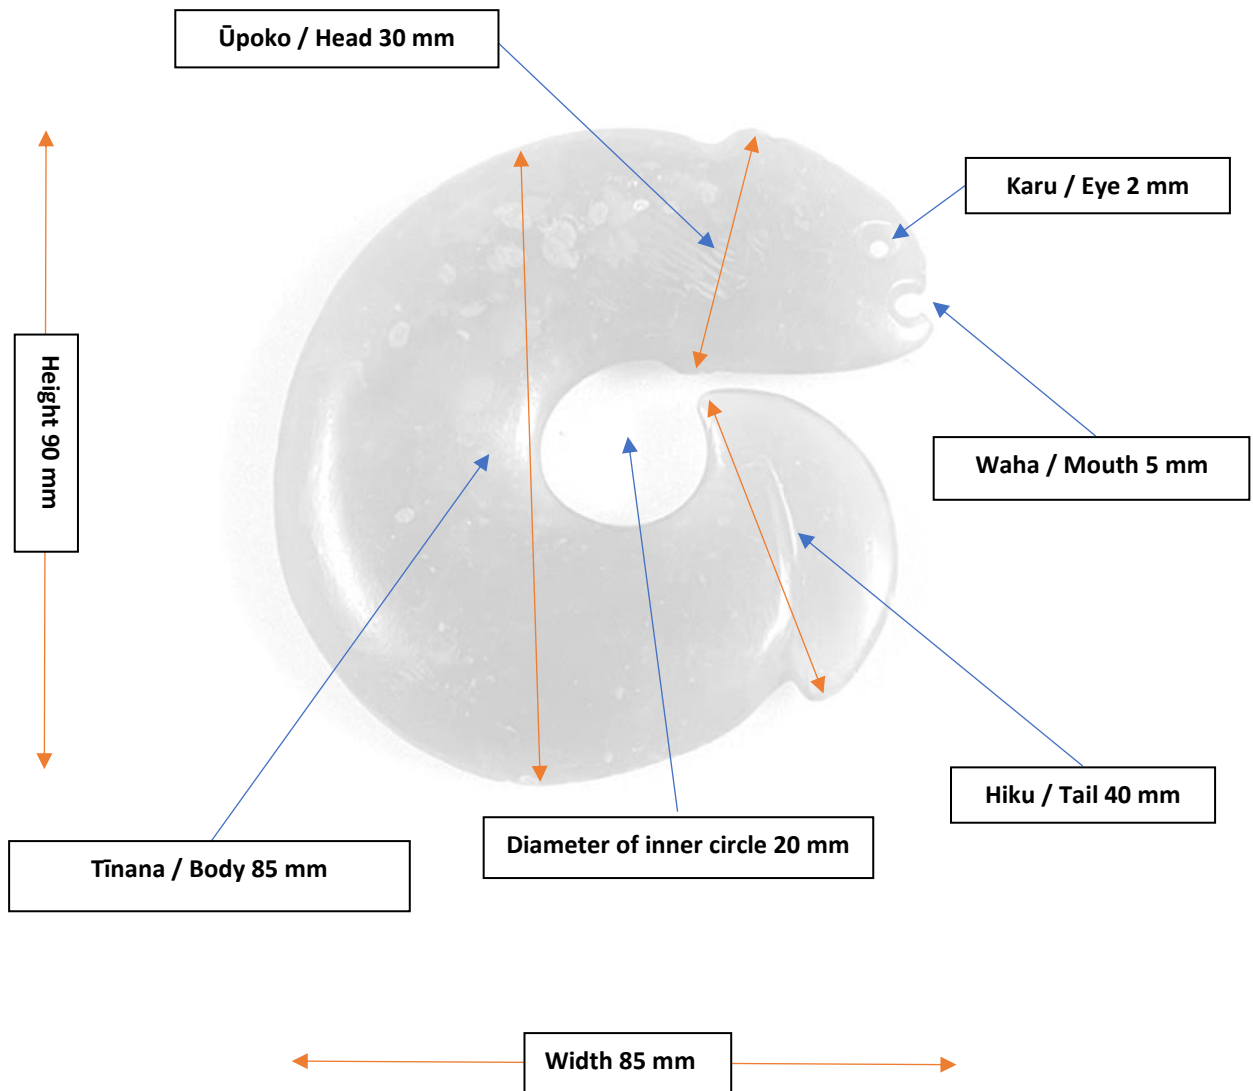 Ūpoko / Head 30 mm
Karu / Eye 2 mm
Height 90 mm
Waha / Mouth 5 mm
Hiku / Tail 40 mm
Diameter of inner circle 20 mm
Tīnana / Body 85 mm
Width 85 mm